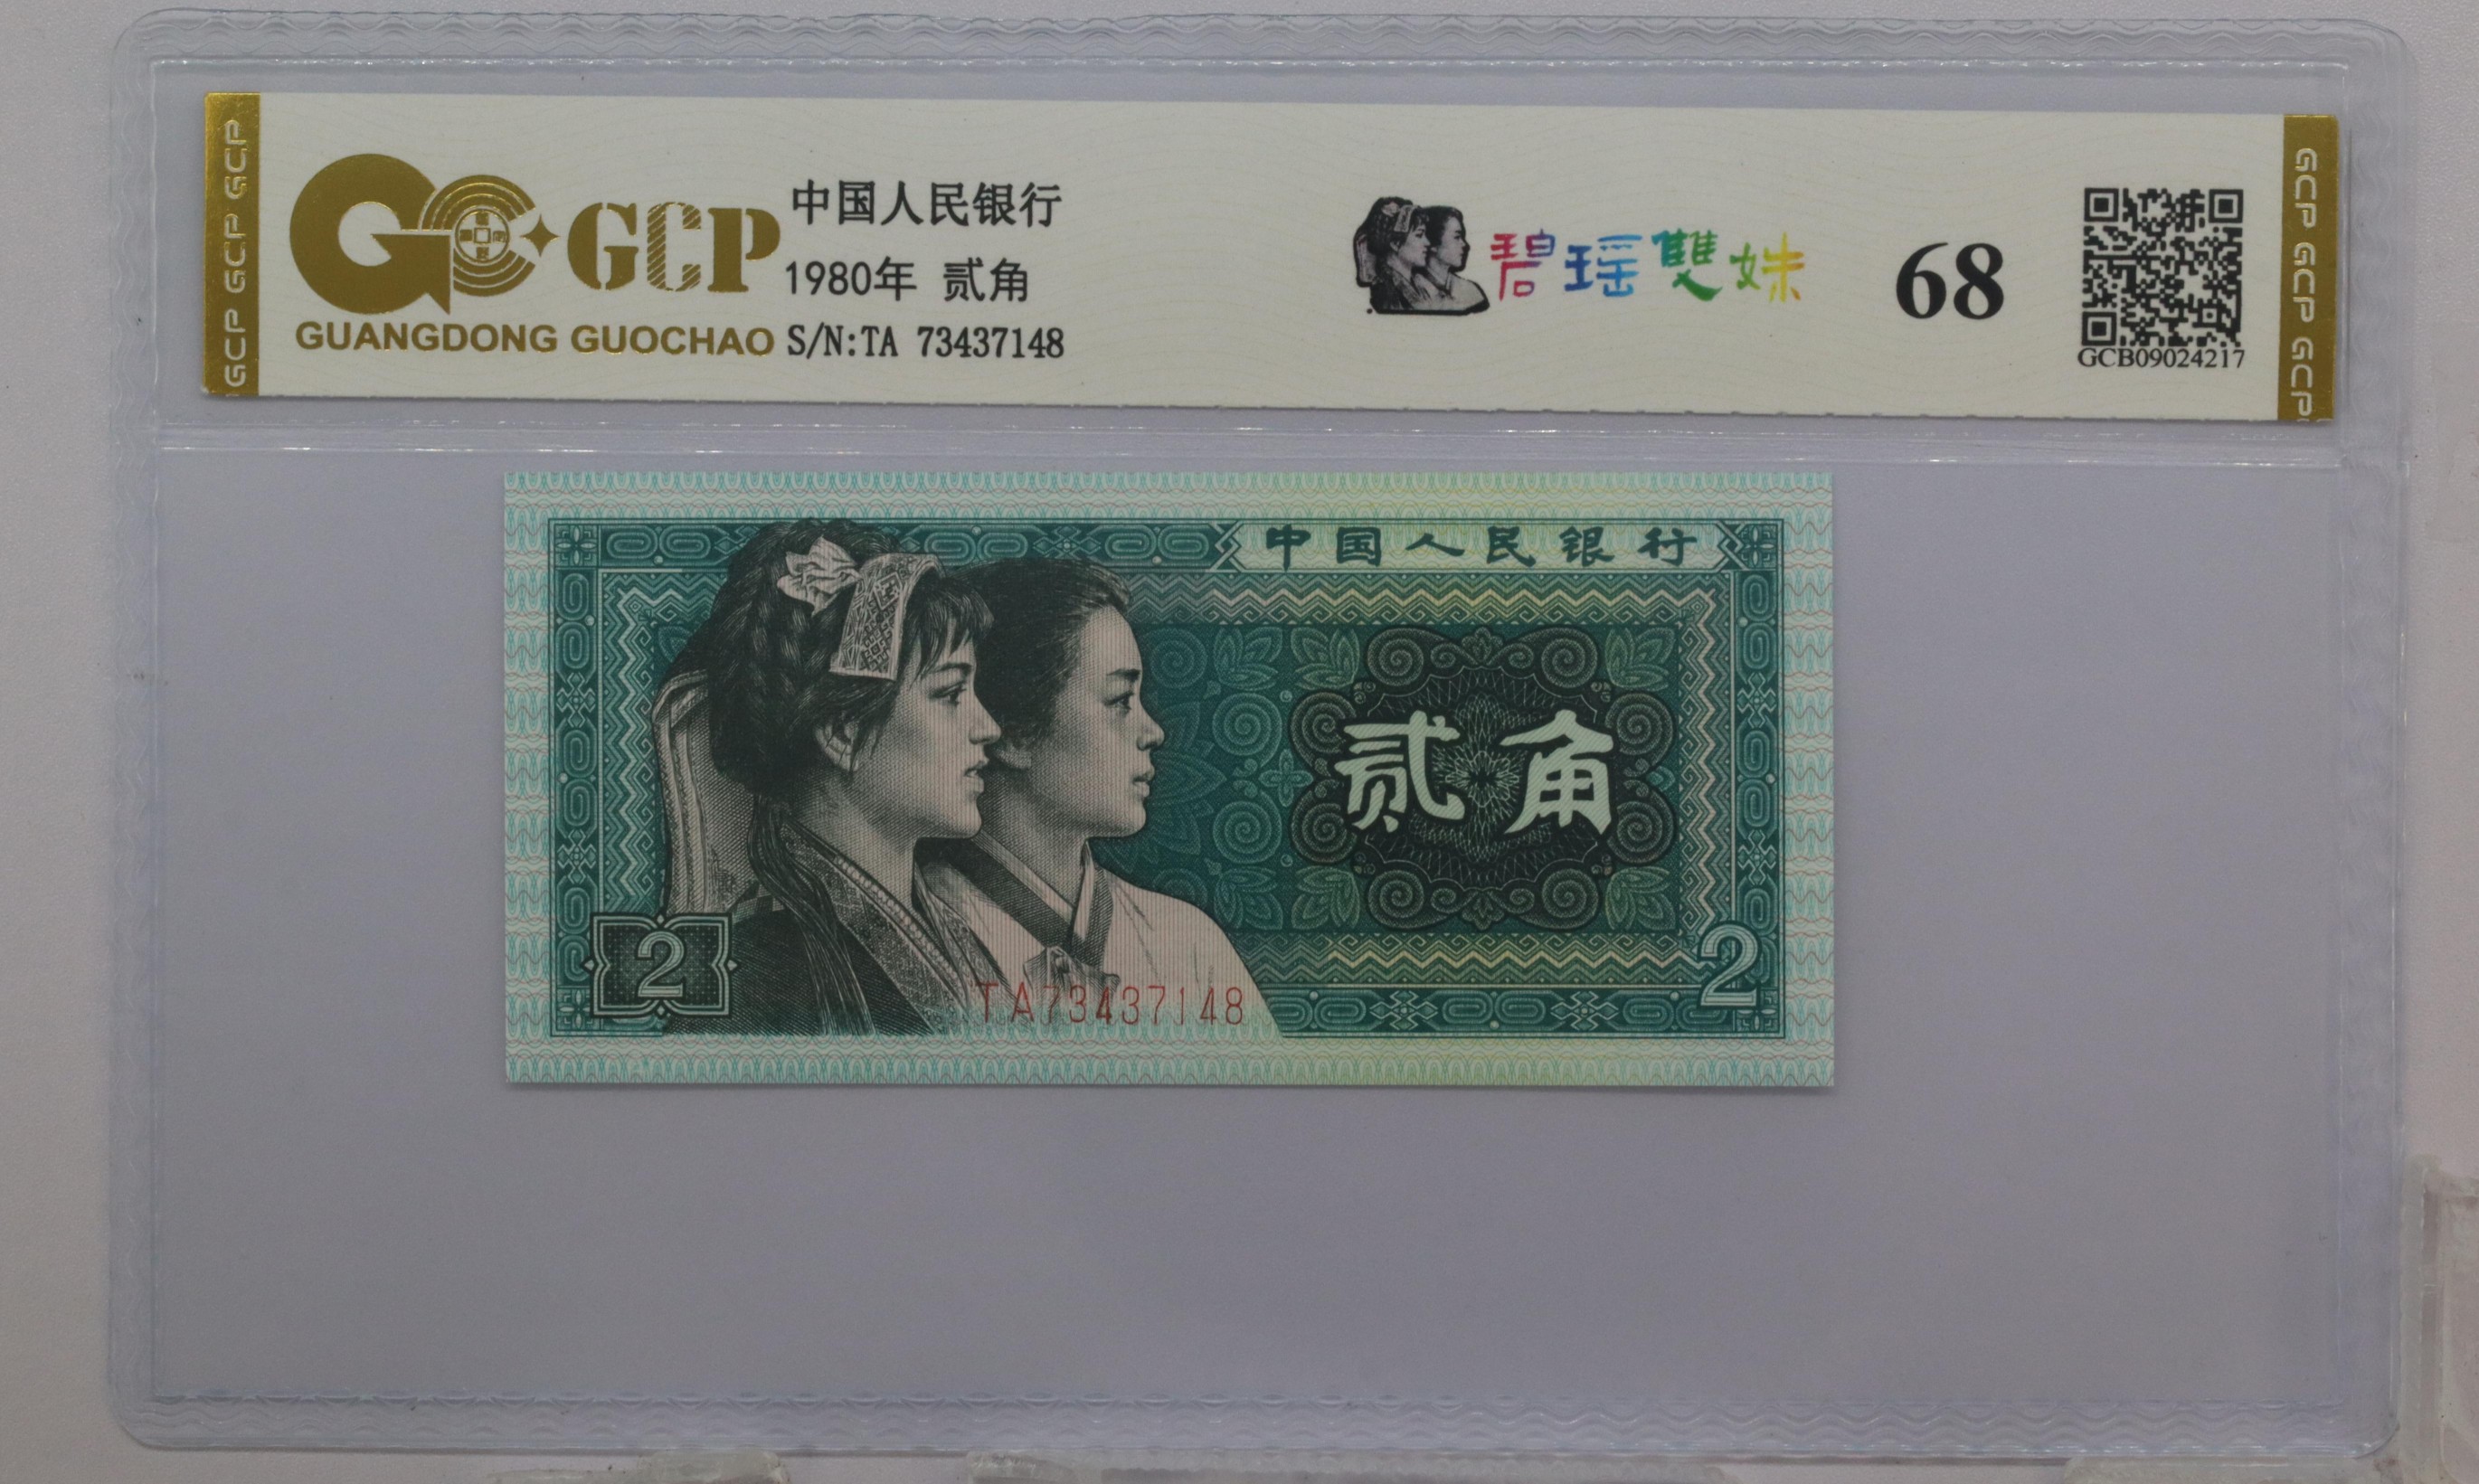 GCP GCP GCP
GCP
GUANGDONG GUOCHAO
中国人民银行
1980年 贰角
S/N:TA 73437148
碧瑶雙姝
68
GCB09024217
GCP GCP GCP
中国人民银行
贰角
2
TA73437148
2